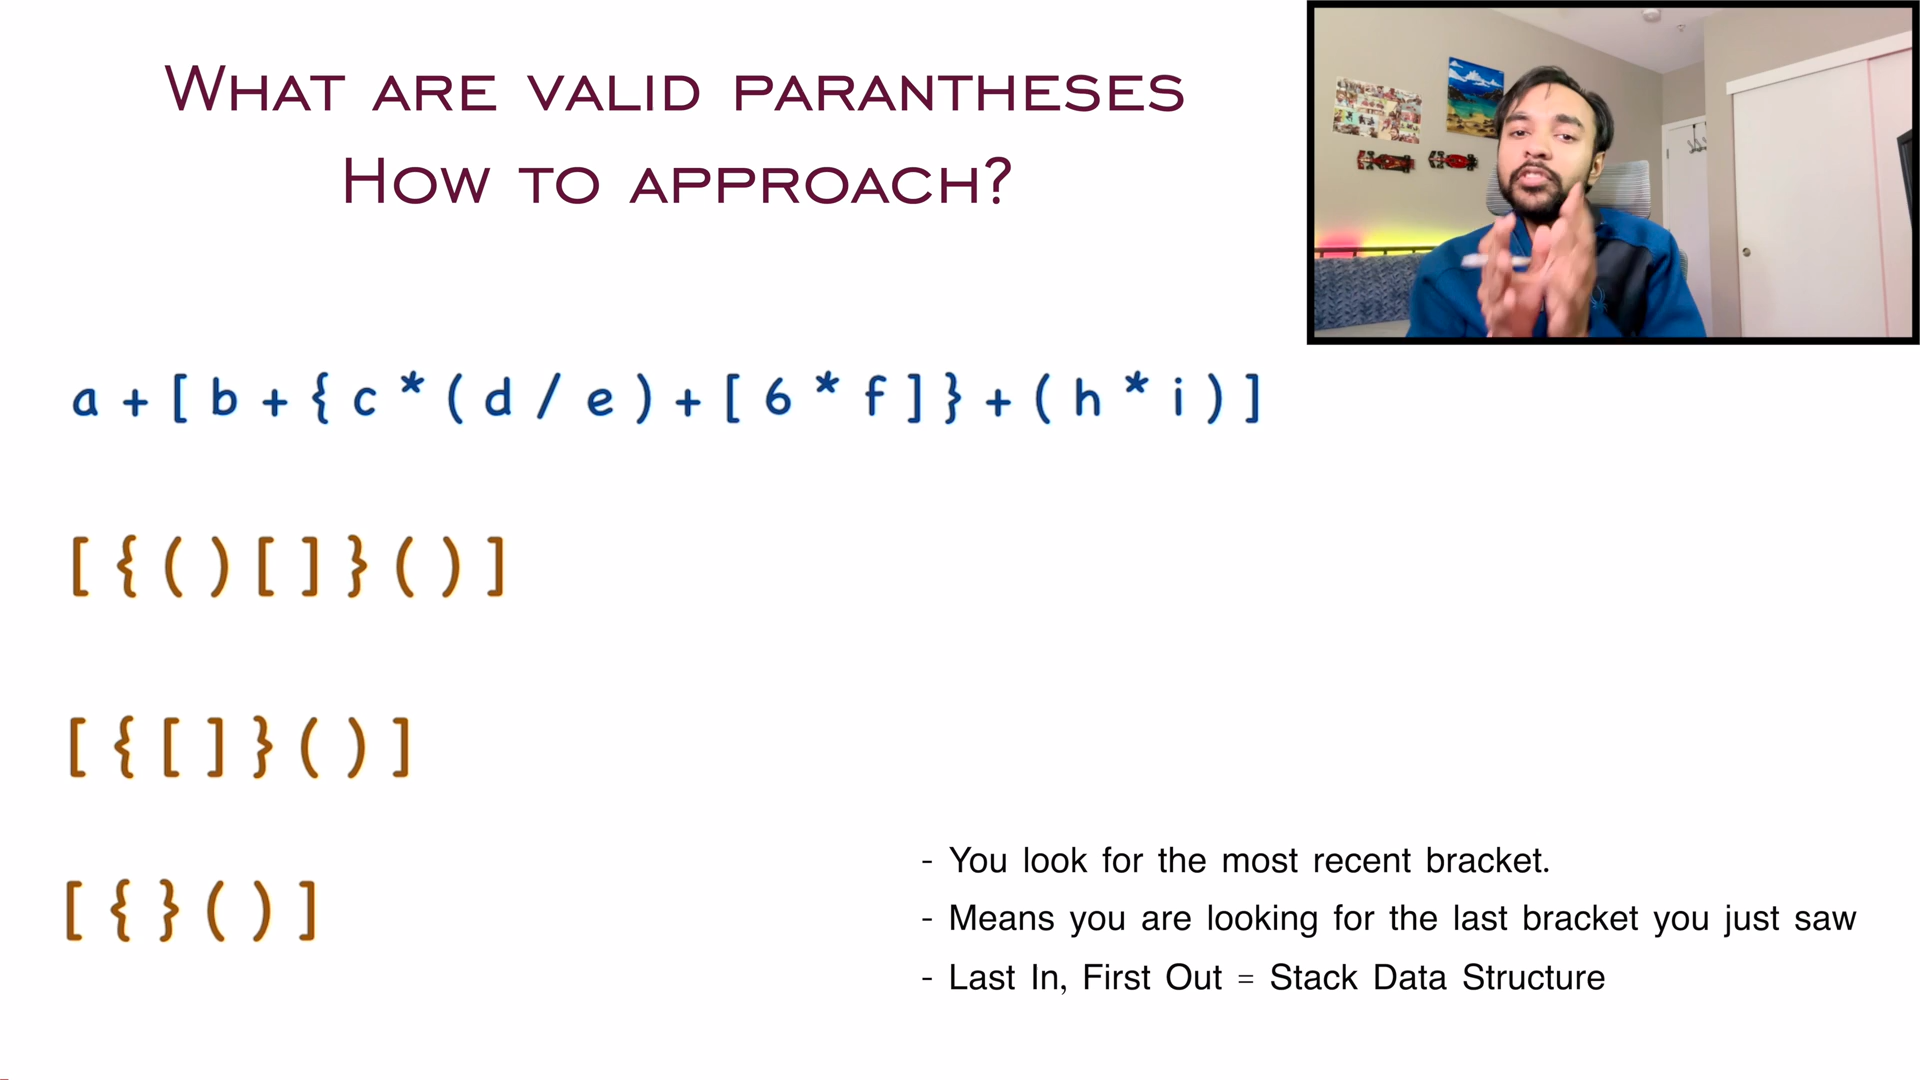 WHAT ARE VALID PARANTHESES
HOW TO APPROACH?
a + [ b + { c * ( d / e ) + [ 6 * f ] } + ( h * i ) ]
[ { ( ) [ ] } ( ) ]
[ { [ ] } ( ) ]
[ { } ( ) ]
- You look for the most recent bracket.
- Means you are looking for the last bracket you just saw
- Last In, First Out = Stack Data Structure